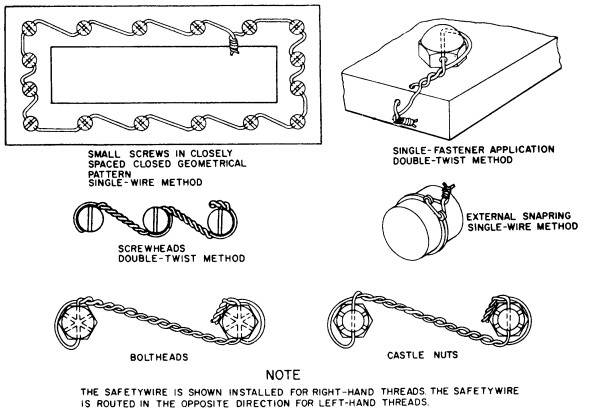 SMALL SCREWS IN CLOSELY
SPACED CLOSED GEOMETRICAL
PATTERN
SINGLE-WIRE METHOD
SINGLE-FASTENER APPLICATION
DOUBLE-TWIST METHOD
SCREWHEADS
DOUBLE-TWIST METHOD
EXTERNAL SNAPRING
SINGLE-WIRE METHOD
BOLTHEADS
CASTLE NUTS
NOTE
THE SAFETYWIRE IS SHOWN INSTALLED FOR RIGHT-HAND THREADS. THE SAFETYWIRE
IS ROUTED IN THE OPPOSITE DIRECTION FOR LEFT-HAND THREADS.